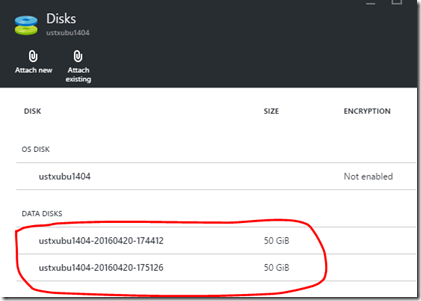 Disks
ustxubu1404
Attach new
Attach existing
DISK SIZE ENCRYPTION
OS DISK
ustxubu1404 Not enabled
DATA DISKS
ustxubu1404-20160420-174412 50 GiB
ustxubu1404-20160420-175126 50 GiB